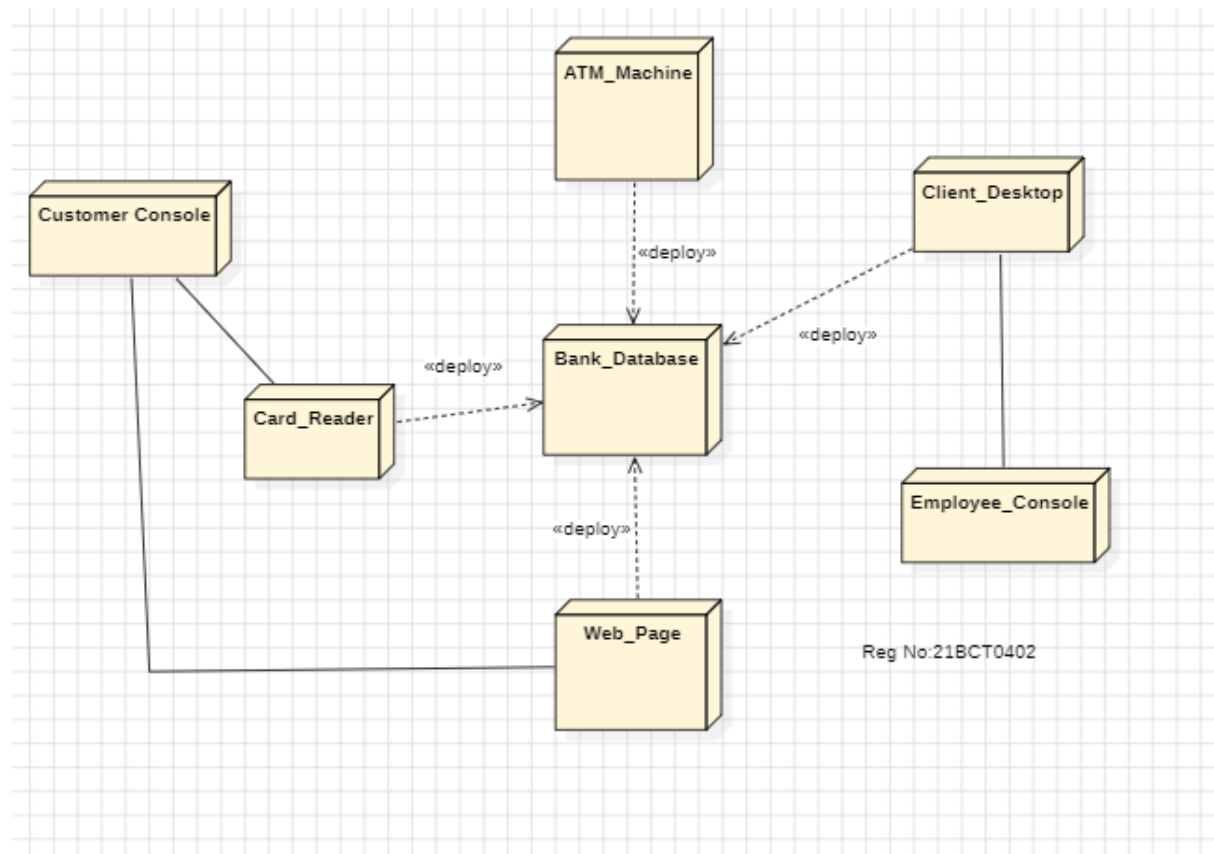 ATM_Machine
Customer Console
Client_Desktop
«deploy»
«deploy»
Bank_Database
«deploy»
Card_Reader
Employee_Console
«deploy»
Web_Page
Reg No:21BCT0402